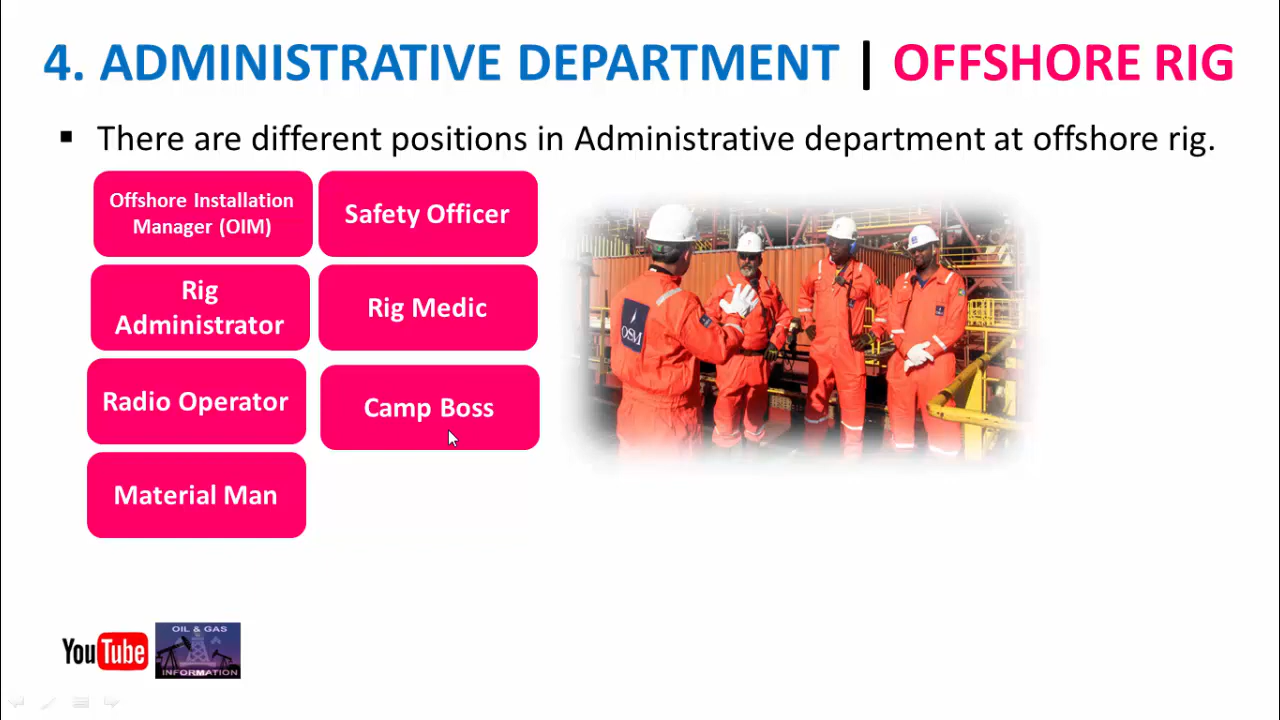 4. ADMINISTRATIVE DEPARTMENT | OFFSHORE RIG
▪ There are different positions in Administrative department at offshore rig.
Offshore Installation
Manager (OIM)
Safety Officer
Rig
Administrator
Rig Medic
Radio Operator
Camp Boss
Material Man
OSM
YouTube
OIL & GAS
INFORMATION